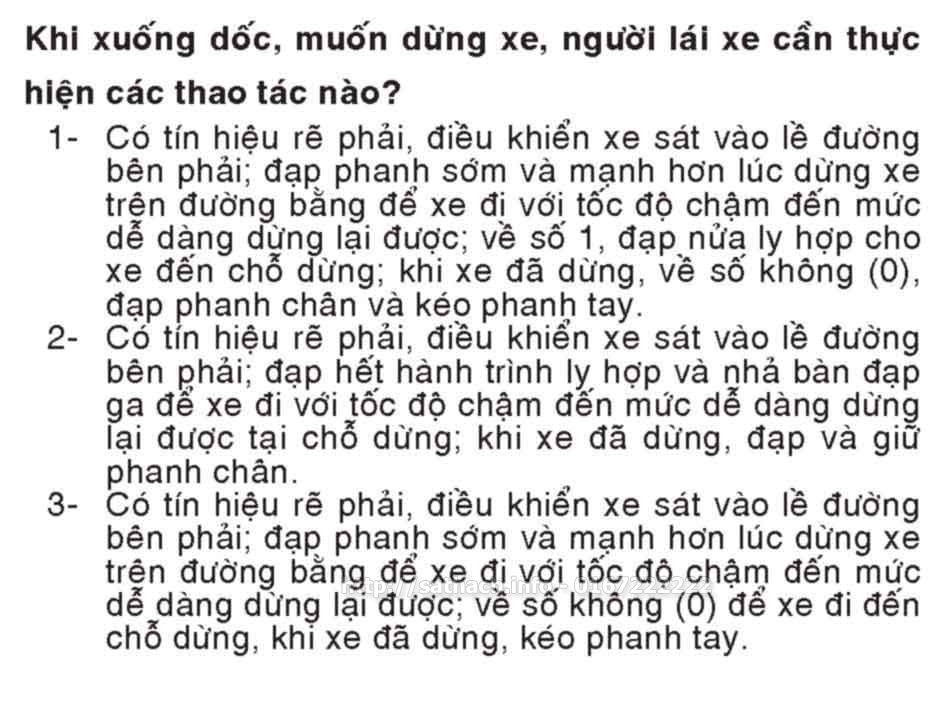 Khi xuống dốc, muốn dừng xe, người lái xe cần thực
hiện các thao tác nào?
1- Có tín hiệu rẽ phải, điều khiển xe sát vào lề đường
bên phải; đạp phanh sớm và mạnh hơn lúc dừng xe
trên đường bằng để xe đi với tốc độ chậm đến mức
dễ dàng dừng lại được; về số 1, đạp nửa ly hợp cho
xe đến chỗ dừng; khi xe đã dừng, về số không (0),
đạp phanh chân và kéo phanh tay.
2- Có tín hiệu rẽ phải, điều khiển xe sát vào lề đường
bên phải; đạp hết hành trình ly hợp và nhả bàn đạp
ga để xe đi với tốc độ chậm đến mức dễ dàng dừng
lại được tại chỗ dừng; khi xe đã dừng, đạp và giữ
phanh chân.
3- Có tín hiệu rẽ phải, điều khiển xe sát vào lề đường
bên phải; đạp phanh sớm và mạnh hơn lúc dừng xe
trên đường bằng để xe đi với tốc độ chậm đến mức
dễ dàng dừng lại được; về số không (0) để xe đi đến
chỗ dừng, khi xe đã dừng, kéo phanh tay.